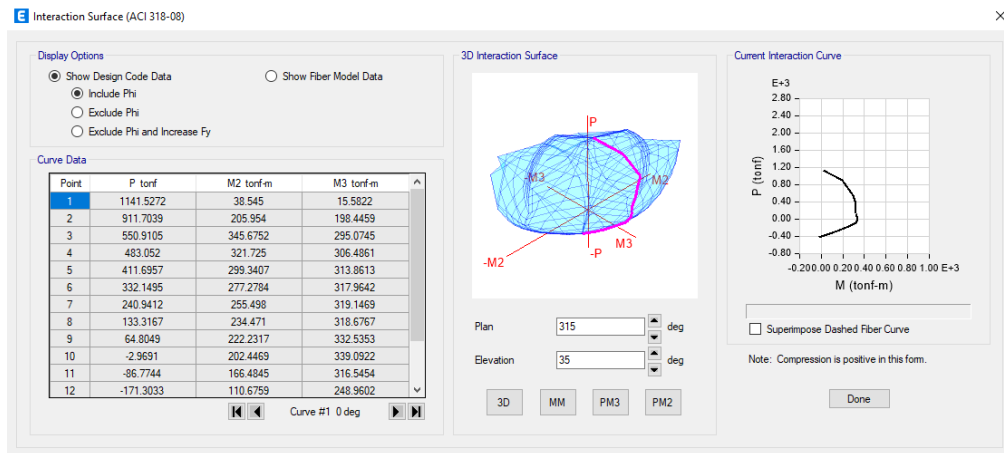 E Interaction Surface (ACI 318-08)
Display Options
Show Design Code Data Show Fiber Model Data
Include Phi
Exclude Phi
Exclude Phi and Increase Fy
Curve Data
Point P tonf M2 tonf-m M3 tonf-m
1 1141.5272 38.545 15.5822
2 911.7039 205.954 198.4459
3 550.9105 345.6752 295.0745
4 483.052 321.725 306.4861
5 411.6957 299.3407 313.8613
6 332.1495 277.2784 317.9642
7 240.9412 255.498 319.1469
8 133.3167 234.471 318.6767
9 64.8049 222.2317 332.5353
10 -2.9691 202.4469 339.0922
11 -86.7744 166.4845 316.5454
12 -171.3033 110.6759 248.9602
Curve #1 0 deg
3D Interaction Surface
P
-M3
M2
-M2
-P
M3
Plan 315 deg
Elevation 35 deg
3D MM PM3 PM2
Current Interaction Curve
E+3
2.80
2.40
2.00
1.60
1.20
0.80
0.40
0.00
-0.40
-0.80
P (tonf)
-0.20 0.00 0.20 0.40 0.60 0.80 1.00 E+3
M (tonf-m)
Superimpose Dashed Fiber Curve
Note: Compression is positive in this form.
Done